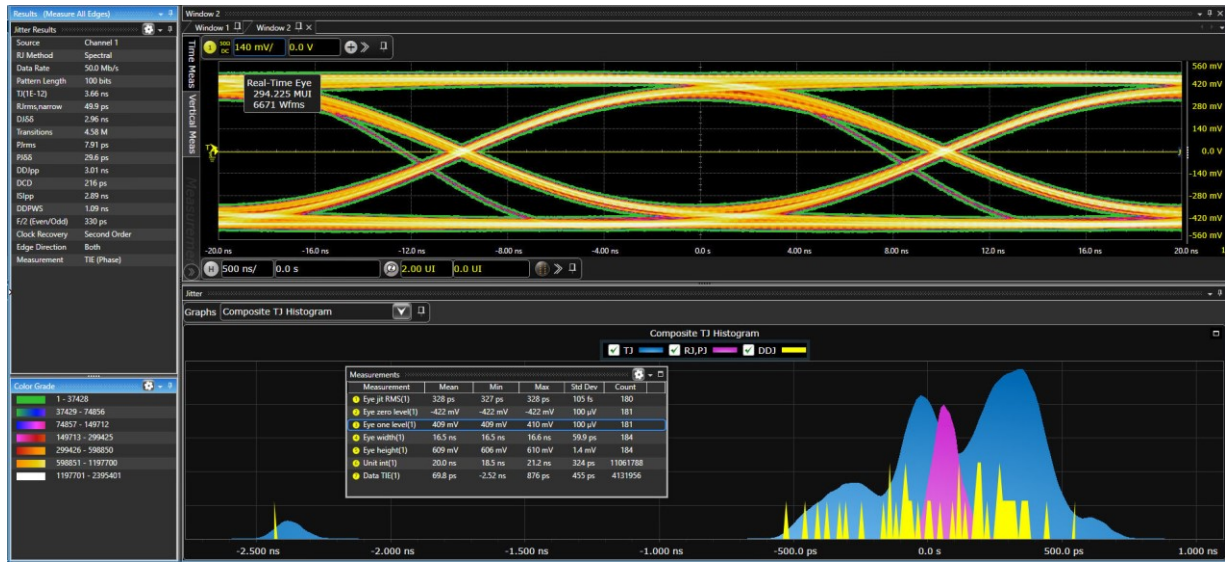 Results (Measure All Edges)
Jitter Results
Source Channel 1
RJ Method Spectral
Data Rate 50.0 Mb/s
Pattern Length 100 bits
TJ(1E-12) 3.66 ns
RJrms,narrow 49.9 ps
DJδδ 2.96 ns
Transitions 4.58 M
PJrms 7.91 ps
PJδδ 29.6 ps
DDJpp 3.01 ns
DCD 216 ps
ISIpp 2.89 ns
DDPWS 1.09 ns
F/2 (Even/Odd) 330 ps
Clock Recovery Second Order
Edge Direction Both
Measurement TIE (Phase)
Color Grade
1 - 37428
37429 - 74856
74857 - 149712
149713 - 299425
299426 - 598850
598851 - 1197700
1197701 - 2395401
Window 2
Window 1 Window 2
Time Meas
Vertical Meas
Measurements
1 DC 140 mV/ 0.0 V
Real-Time Eye
294.225 MUI
6671 Wfms
560 mV
420 mV
280 mV
140 mV
0.0 V
-140 mV
-280 mV
-420 mV
-560 mV
T
-20.0 ns -16.0 ns -12.0 ns -8.00 ns -4.00 ns 0.0 s 4.00 ns 8.00 ns 12.0 ns 16.0 ns 20.0 ns
H 500 ns/ 0.0 s 2.00 UI 0.0 UI
Jitter
Graphs Composite TJ Histogram
Composite TJ Histogram
TJ RJ,PJ DDJ
Measurements
Measurement Mean Min Max Std Dev Count
1 Eye jit RMS(1) 328 ps 327 ps 328 ps 105 fs 180
2 Eye zero level(1) -422 mV -422 mV -422 mV 100 µV 181
3 Eye one level(1) 409 mV 409 mV 410 mV 100 µV 181
4 Eye width(1) 16.5 ns 16.5 ns 16.6 ns 59.9 ps 184
5 Eye height(1) 609 mV 606 mV 610 mV 1.4 mV 184
6 Unit int(1) 20.0 ns 18.5 ns 21.2 ns 324 ps 11061788
7 Data TIE(1) 69.8 ps -2.52 ns 876 ps 455 ps 4131956
-2.500 ns -2.000 ns -1.500 ns -1.000 ns -500.0 ps 0.0 s 500.0 ps 1.000 ns